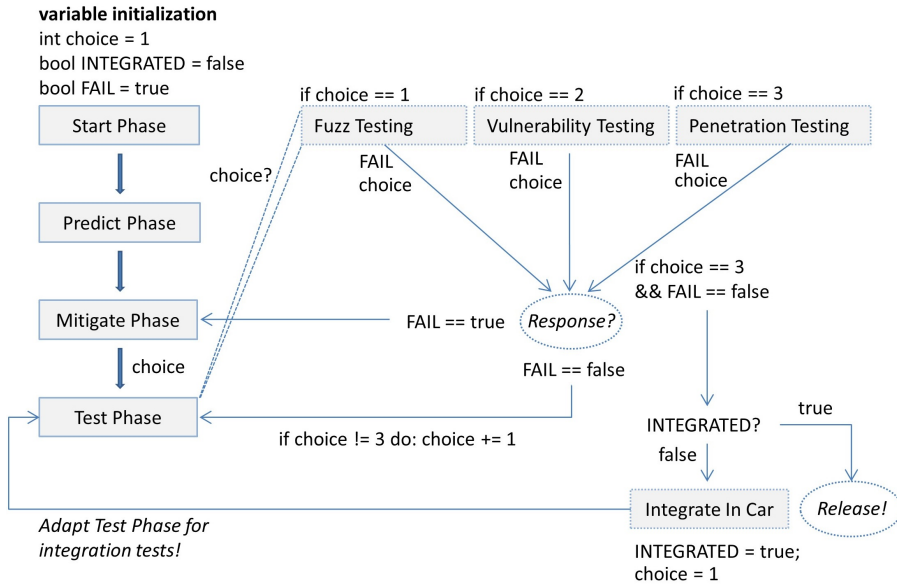 variable initialization
int choice = 1
bool INTEGRATED = false
bool FAIL = true
if choice == 1
if choice == 2
if choice == 3
Start Phase
Fuzz Testing
Vulnerability Testing
Penetration Testing
choice?
FAIL
choice
FAIL
choice
FAIL
choice
Predict Phase
if choice == 3
&& FAIL == false
Mitigate Phase
FAIL == true
Response?
choice
FAIL == false
Test Phase
if choice != 3 do: choice += 1
INTEGRATED?
true
false
Integrate In Car
Release!
Adapt Test Phase for
integration tests!
INTEGRATED = true;
choice = 1